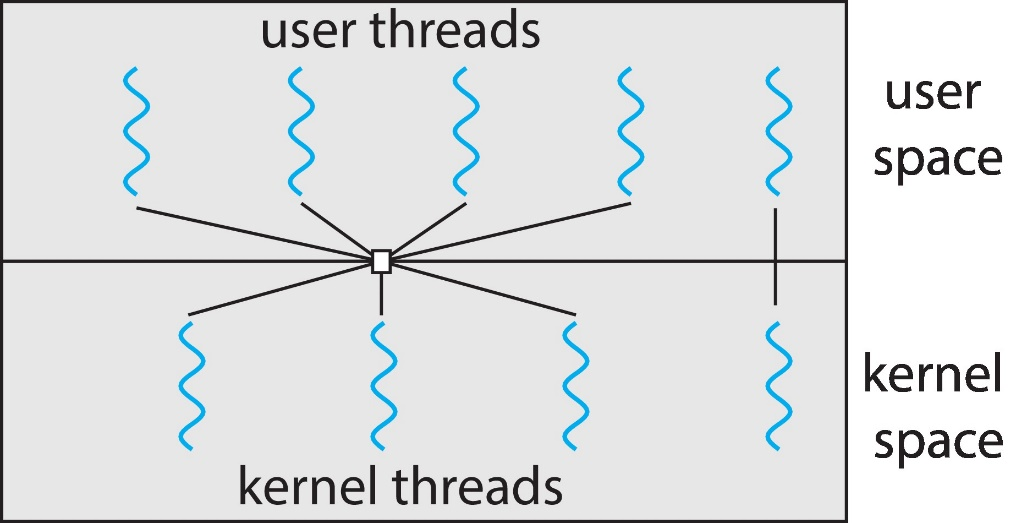 user threads
user
space
kernel
space
kernel threads